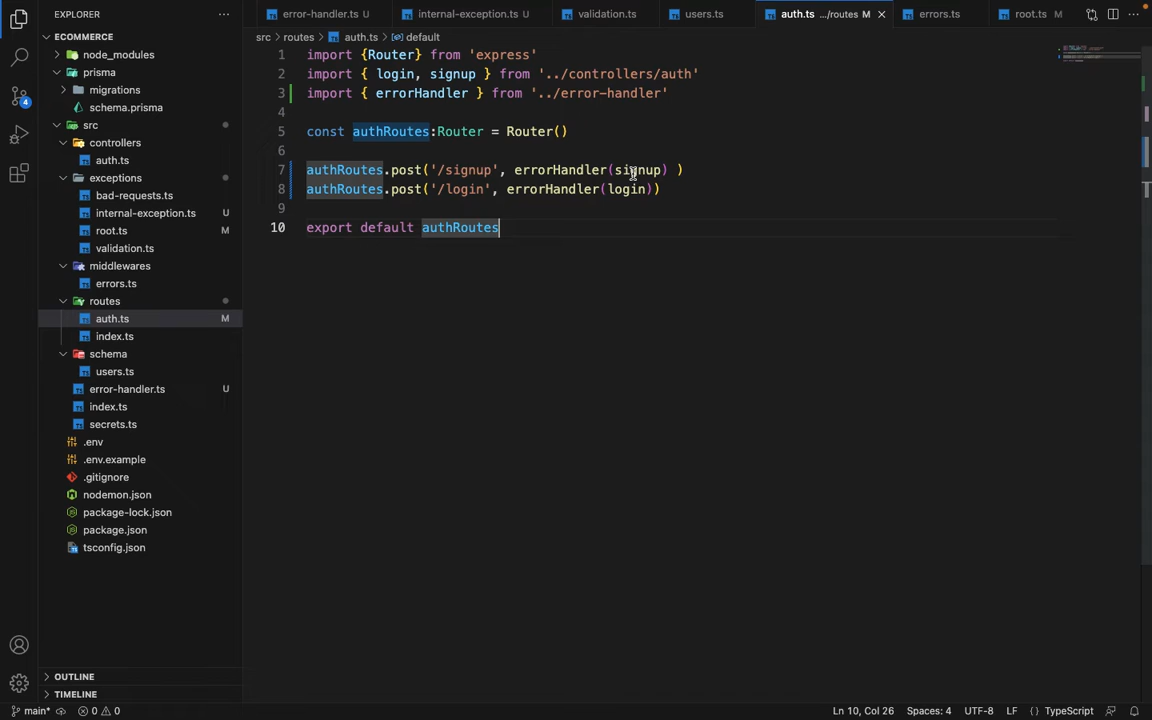 EXPLORER
ECOMMERCE
node_modules
prisma
migrations
schema.prisma
src
controllers
auth.ts
exceptions
bad-requests.ts
internal-exception.ts U
root.ts M
validation.ts
middlewares
errors.ts
routes
auth.ts M
index.ts
schema
users.ts
error-handler.ts U
index.ts
secrets.ts
.env
.env.example
.gitignore
nodemon.json
package-lock.json
package.json
tsconfig.json
OUTLINE
TIMELINE
4
error-handler.ts U internal-exception.ts U validation.ts users.ts auth.ts .../routes M errors.ts root.ts M
src > routes > auth.ts > default
1 import {Router} from 'express'
2 import { login, signup } from '../controllers/auth'
3 import { errorHandler } from '../error-handler'
4
5 const authRoutes:Router = Router()
6
7 authRoutes.post('/signup', errorHandler(signup) )
8 authRoutes.post('/login', errorHandler(login))
9
10 export default authRoutes
main* 0 0 Ln 10, Col 26 Spaces: 4 UTF-8 LF {} TypeScript